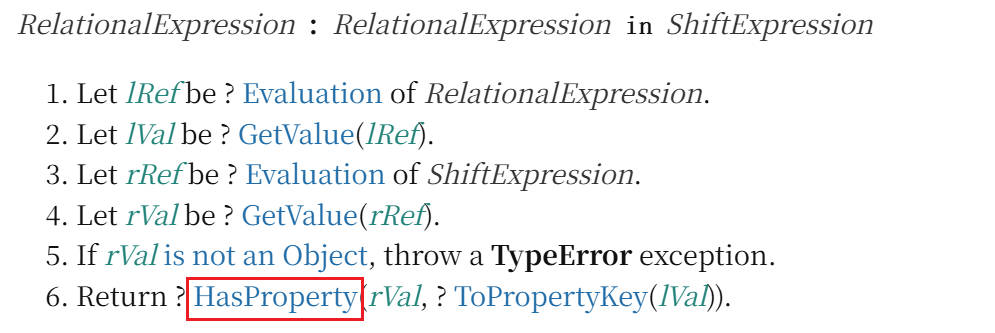 RelationalExpression : RelationalExpression in ShiftExpression
1. Let lRef be ? Evaluation of RelationalExpression.
2. Let lVal be ? GetValue(lRef).
3. Let rRef be ? Evaluation of ShiftExpression.
4. Let rVal be ? GetValue(rRef).
5. If rVal is not an Object, throw a TypeError exception.
6. Return ? HasProperty(rVal, ? ToPropertyKey(lVal)).